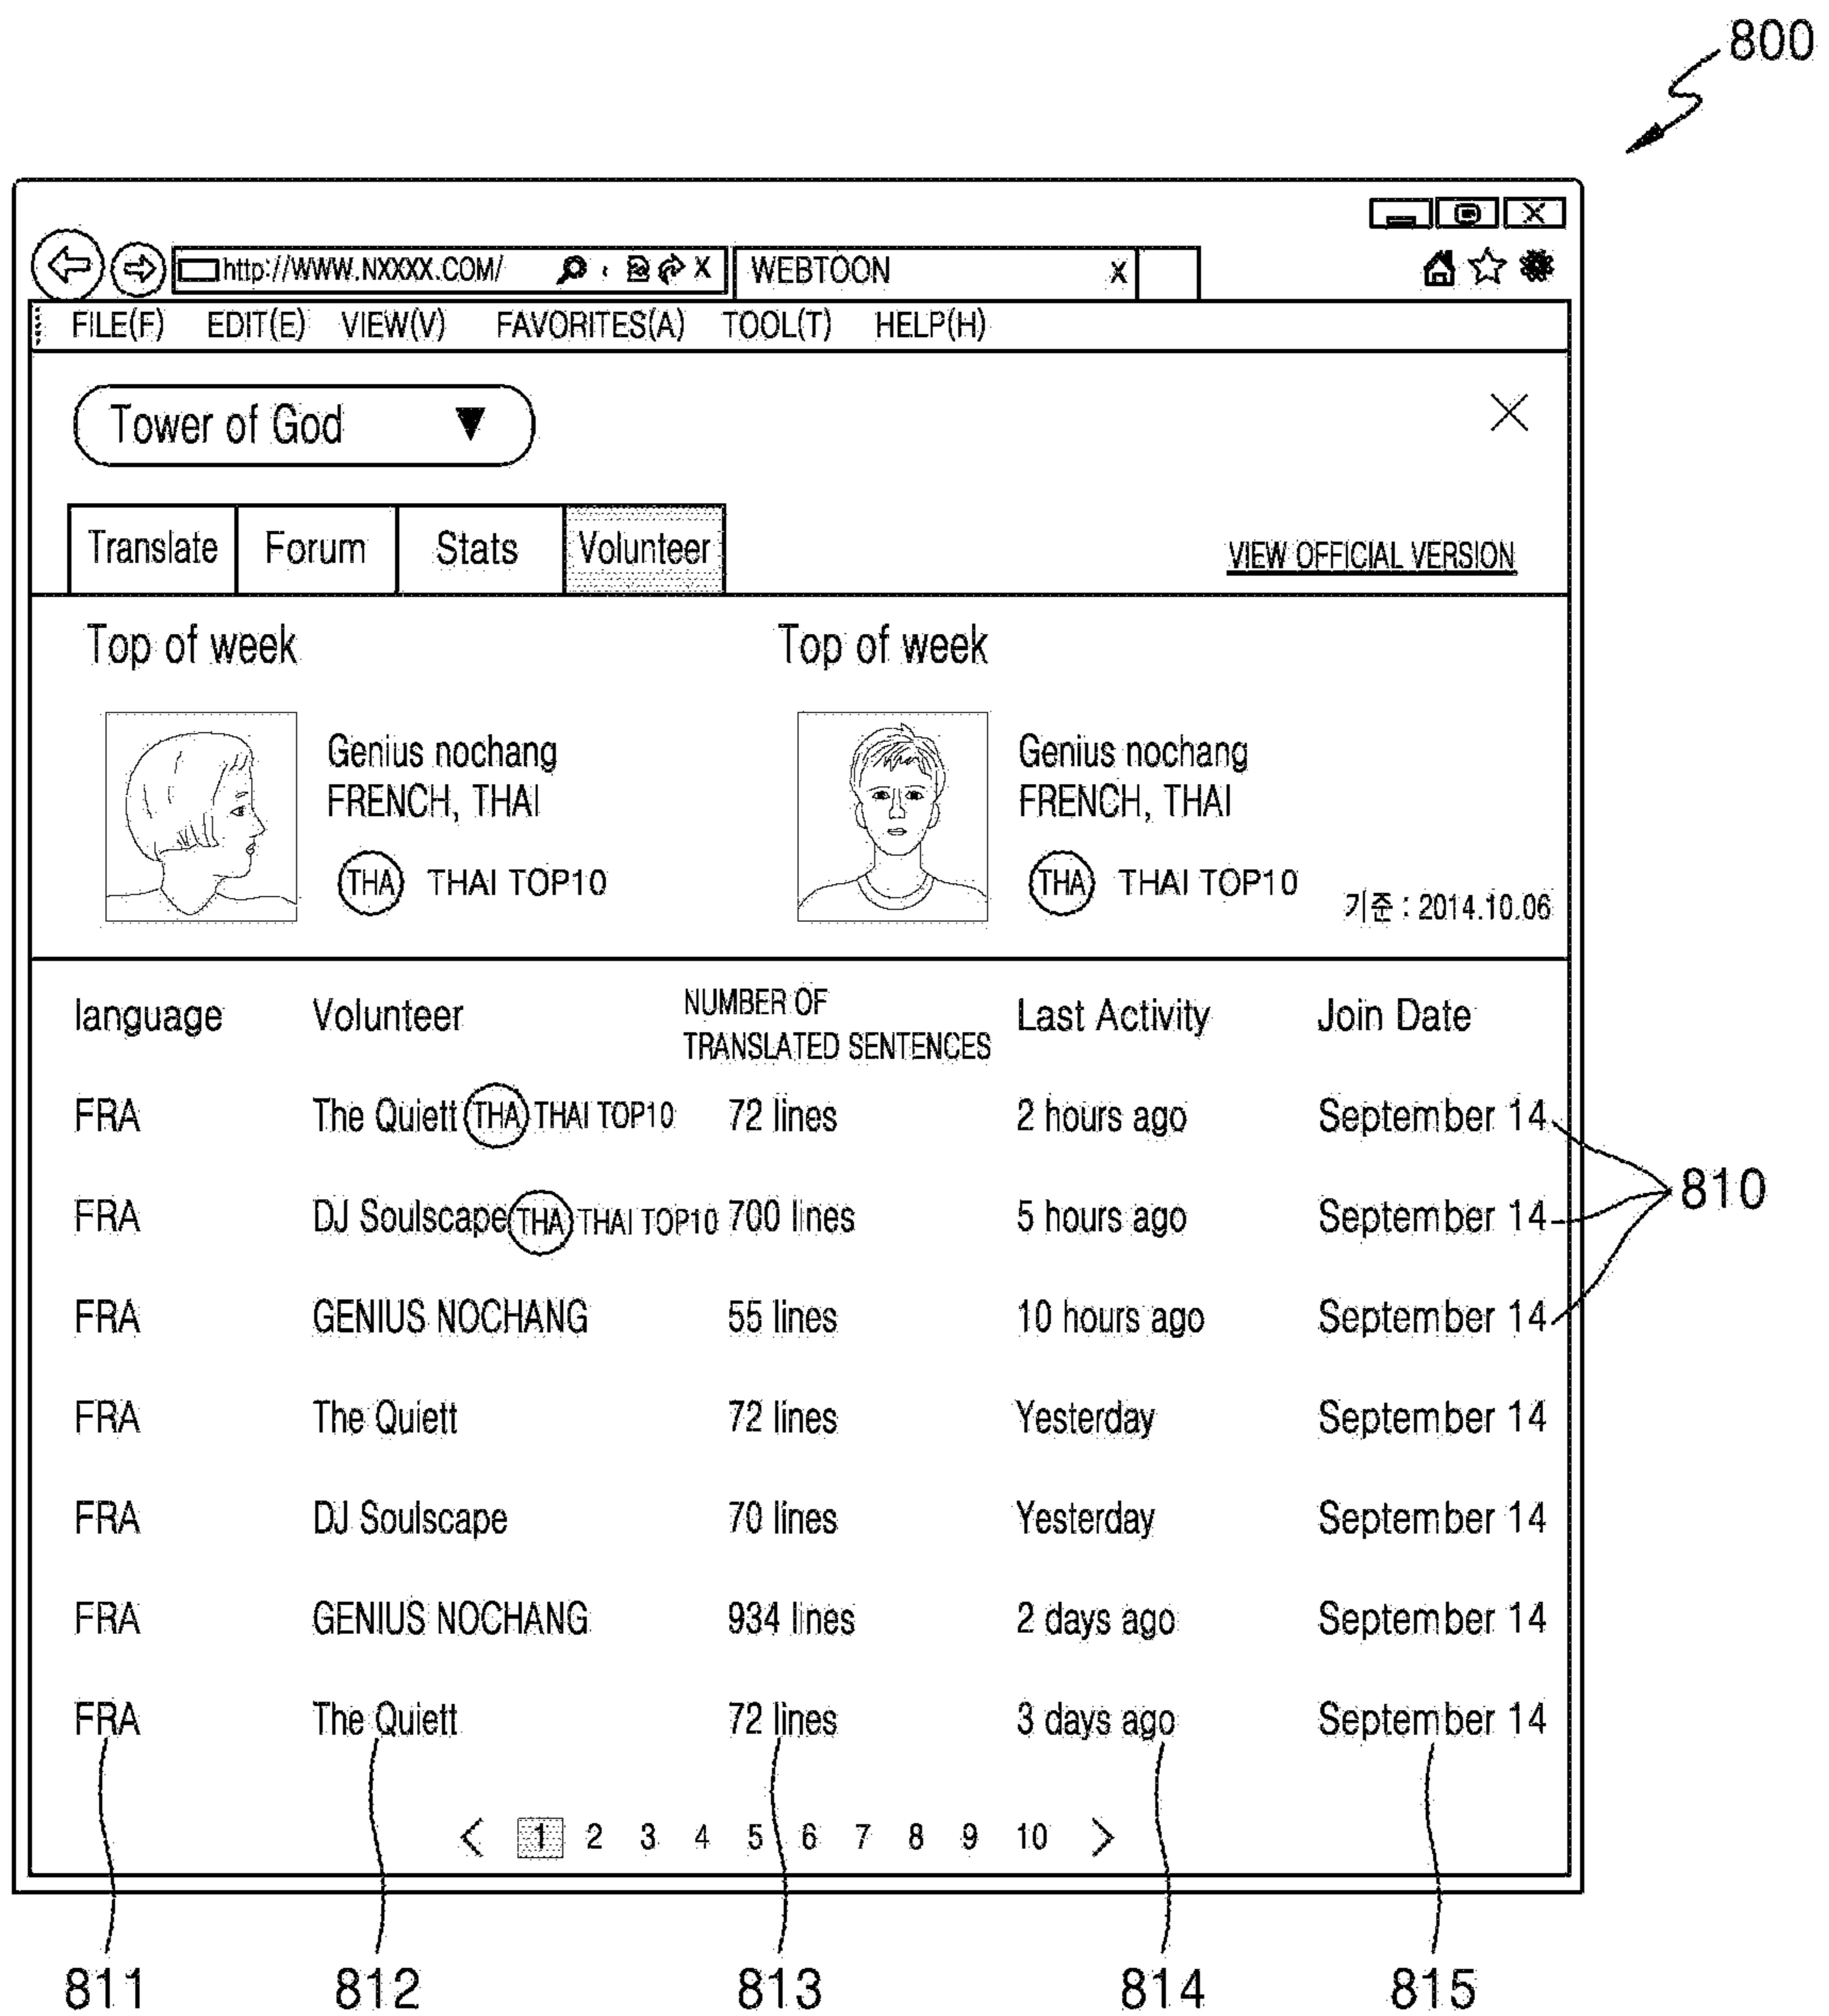 800
http://WWW.NXXXX.COM/ X WEBTOON X
FILE(F) EDIT(E) VIEW(V) FAVORITES(A) TOOL(T) HELP(H)
Tower of God ▼
Translate Forum Stats Volunteer VIEW OFFICIAL VERSION
Top of week Top of week
Genius nochang Genius nochang
FRENCH, THAI FRENCH, THAI
THA THAI TOP10 THA THAI TOP10
기준 : 2014.10.06
language Volunteer NUMBER OF TRANSLATED SENTENCES Last Activity Join Date
FRA The Quiett THA THAI TOP10 72 lines 2 hours ago September 14
810
FRA DJ Soulscape THA THAI TOP10 700 lines 5 hours ago September 14
FRA GENIUS NOCHANG 55 lines 10 hours ago September 14
FRA The Quiett 72 lines Yesterday September 14
FRA DJ Soulscape 70 lines Yesterday September 14
FRA GENIUS NOCHANG 934 lines 2 days ago September 14
FRA The Quiett 72 lines 3 days ago September 14
< 1 2 3 4 5 6 7 8 9 10 >
811 812 813 814 815